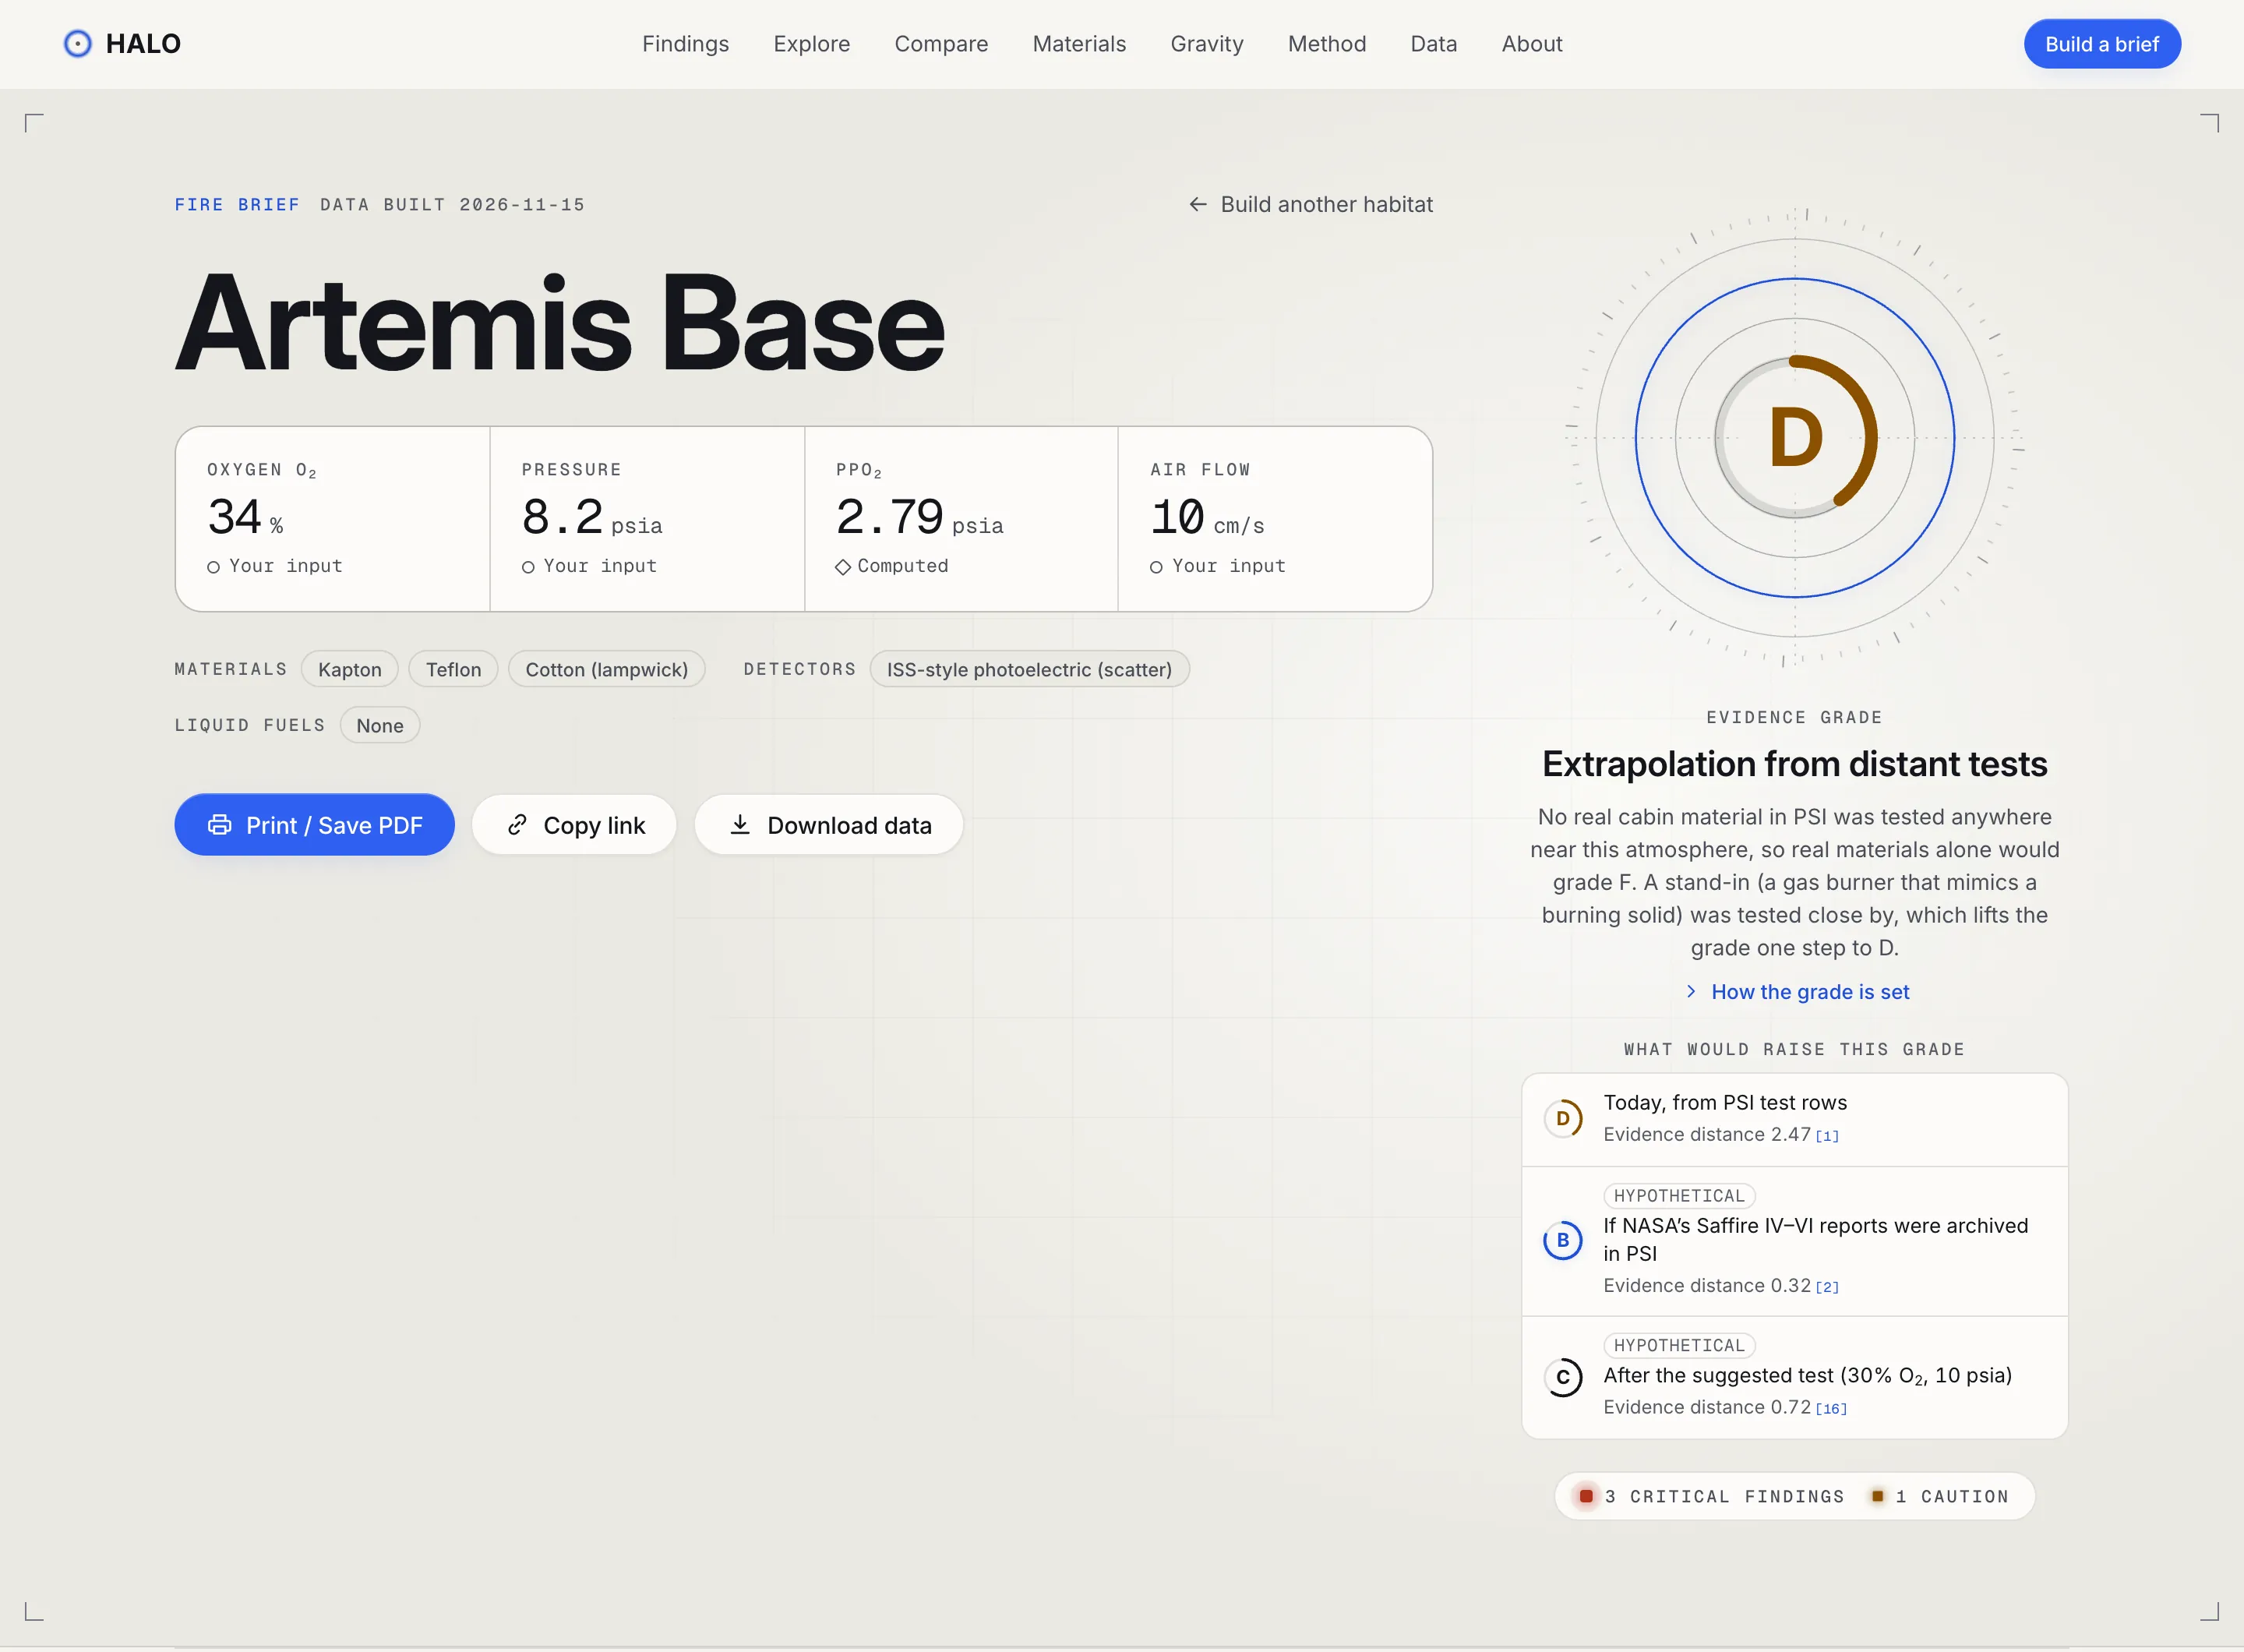 HALO
Findings Explore Compare Materials Gravity Method Data About
Build a brief
FIRE BRIEF DATA BUILT 2026-11-15
← Build another habitat
Artemis Base
OXYGEN O₂
34 %
Your input
PRESSURE
8.2 psia
Your input
PPO₂
2.79 psia
Computed
AIR FLOW
10 cm/s
Your input
MATERIALS Kapton Teflon Cotton (lampwick) DETECTORS ISS-style photoelectric (scatter)
LIQUID FUELS None
Print / Save PDF Copy link Download data
D
EVIDENCE GRADE
Extrapolation from distant tests
No real cabin material in PSI was tested anywhere
near this atmosphere, so real materials alone would
grade F. A stand-in (a gas burner that mimics a
burning solid) was tested close by, which lifts the
grade one step to D.
How the grade is set
WHAT WOULD RAISE THIS GRADE
D
Today, from PSI test rows
Evidence distance 2.47 [1]
B
HYPOTHETICAL
If NASA’s Saffire IV–VI reports were archived
in PSI
Evidence distance 0.32 [2]
C
HYPOTHETICAL
After the suggested test (30% O₂, 10 psia)
Evidence distance 0.72 [16]
3 CRITICAL FINDINGS 1 CAUTION